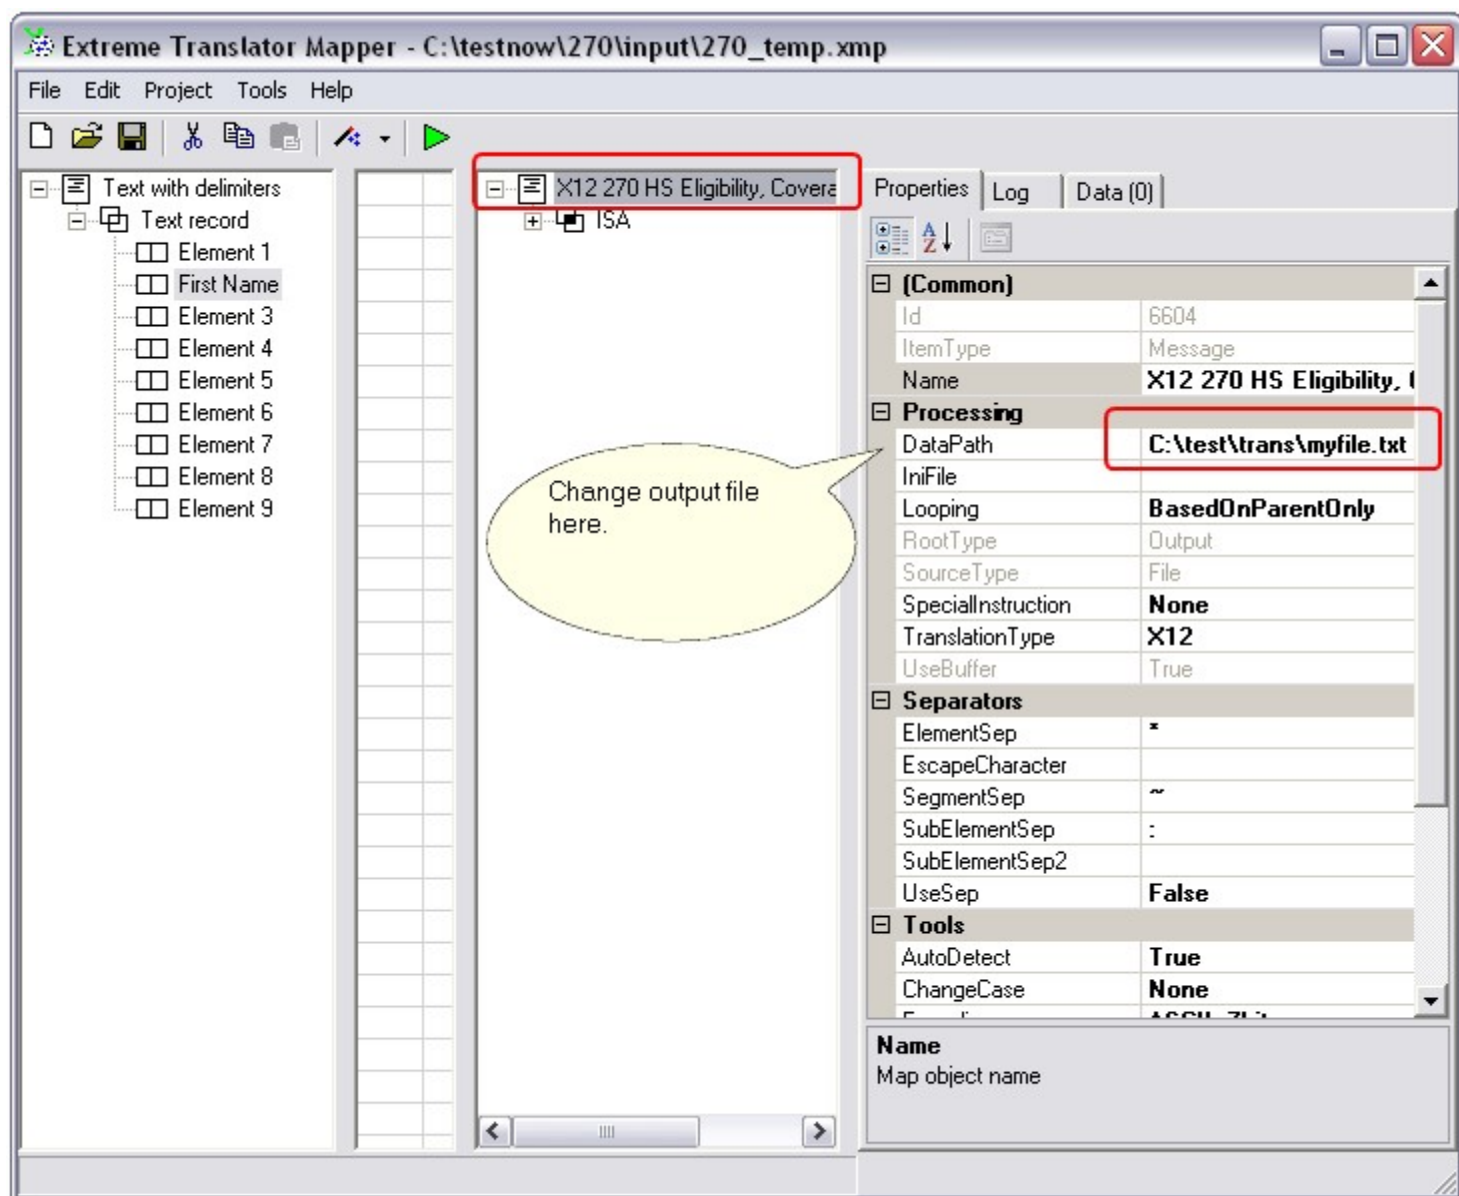 Extreme Translator Mapper - C:\testnow\270\input\270_temp.xmp
File Edit Project Tools Help
Text with delimiters
Text record
Element 1
First Name
Element 3
Element 4
Element 5
Element 6
Element 7
Element 8
Element 9
X12 270 HS Eligibility, Covera
ISA
Change output file
here.
Properties Log Data (0)
(Common)
Id 6604
ItemType Message
Name X12 270 HS Eligibility,
Processing
DataPath C:\test\trans\myfile.txt
IniFile
Looping BasedOnParentOnly
RootType Output
SourceType File
SpecialInstruction None
TranslationType X12
UseBuffer True
Separators
ElementSep *
EscapeCharacter
SegmentSep ~
SubElementSep :
SubElementSep2
UseSep False
Tools
AutoDetect True
ChangeCase None
Name
Map object name